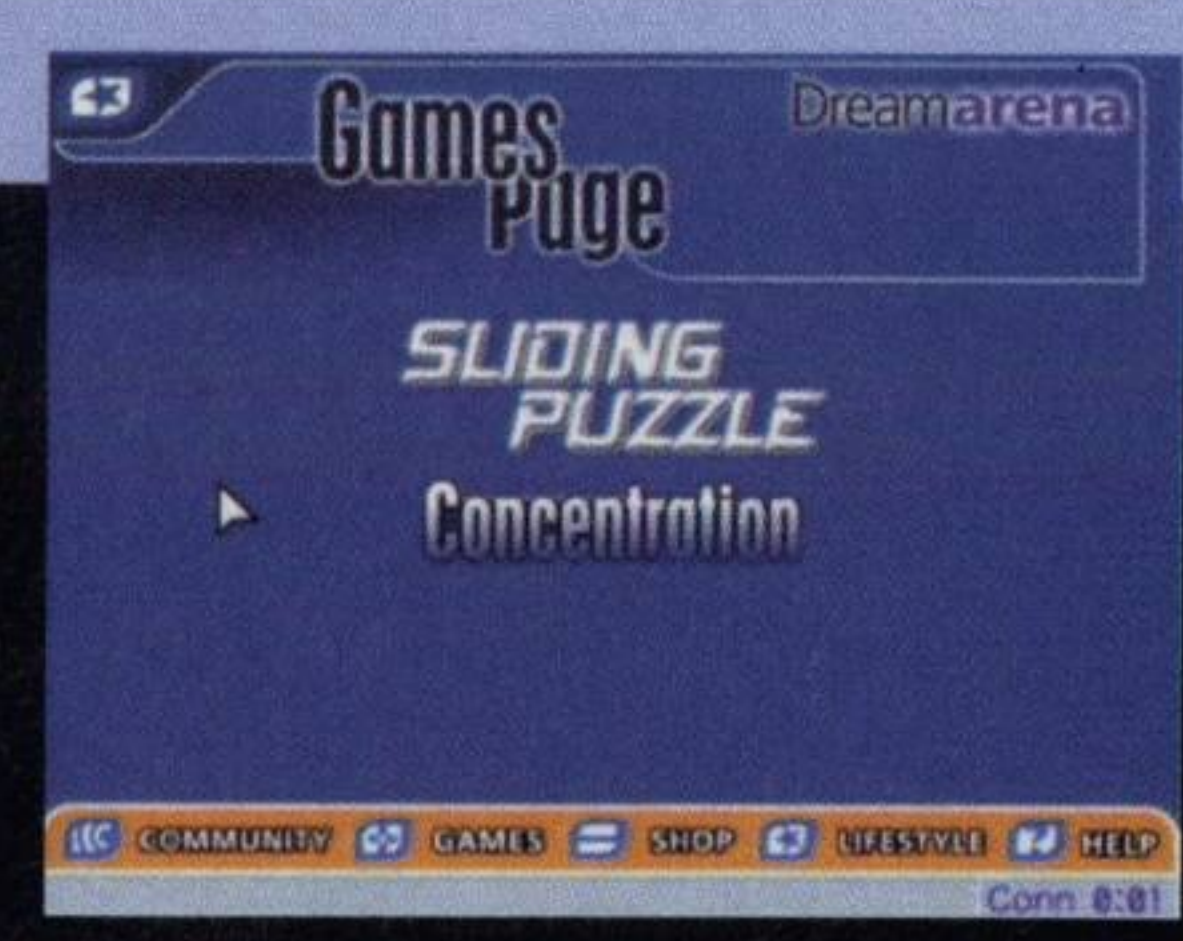 Games
Page
Dreamarena
SLIDING
PUZZLE
Concentration
COMMUNITY GAMES SHOP LIFESTYLE HELP
Conn 0:01